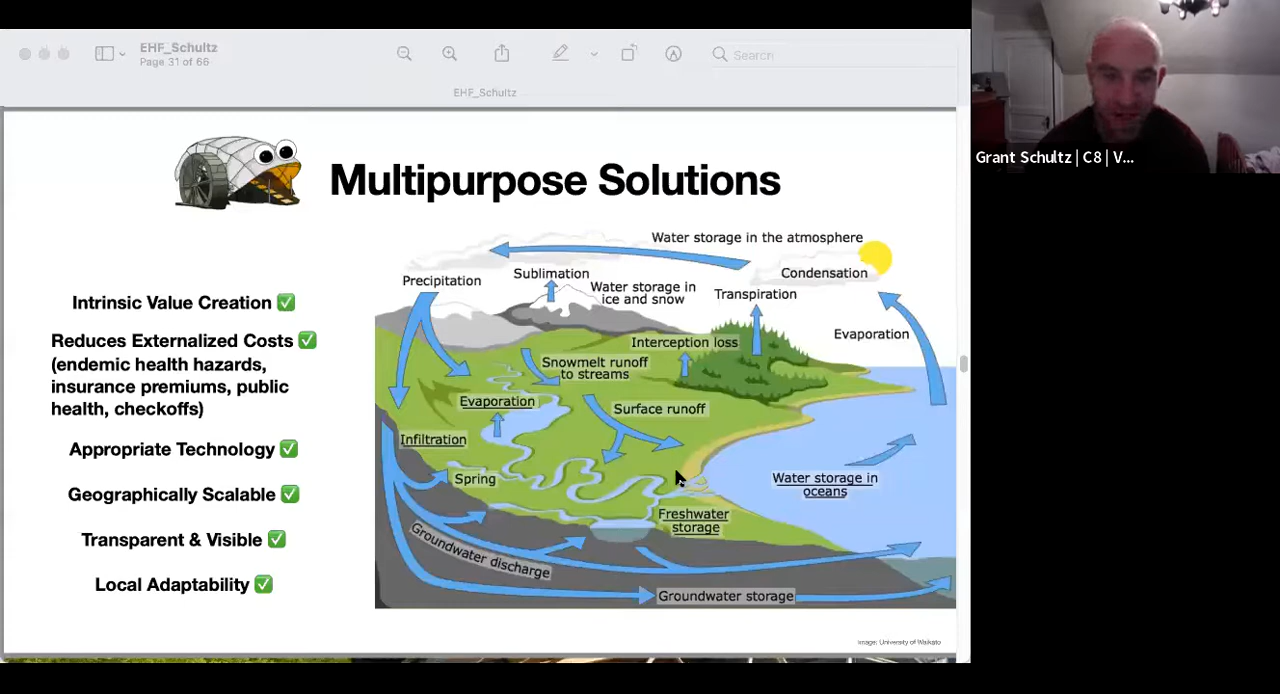 EHF_Schultz
Page 31 of 66
Search
EHF_Schultz
Grant Schultz | C8 | V...
Multipurpose Solutions
Intrinsic Value Creation ✅
Reduces Externalized Costs ✅
(endemic health hazards,
insurance premiums, public
health, checkoffs)
Appropriate Technology ✅
Geographically Scalable ✅
Transparent & Visible ✅
Local Adaptability ✅
Water storage in the atmosphere
Condensation
Precipitation
Sublimation
Water storage in
ice and snow
Transpiration
Evaporation
Interception loss
Snowmelt runoff
to streams
Evaporation
Surface runoff
Infiltration
Spring
Water storage in
oceans
Freshwater
storage
Groundwater discharge
Groundwater storage
Image: University of Waikato